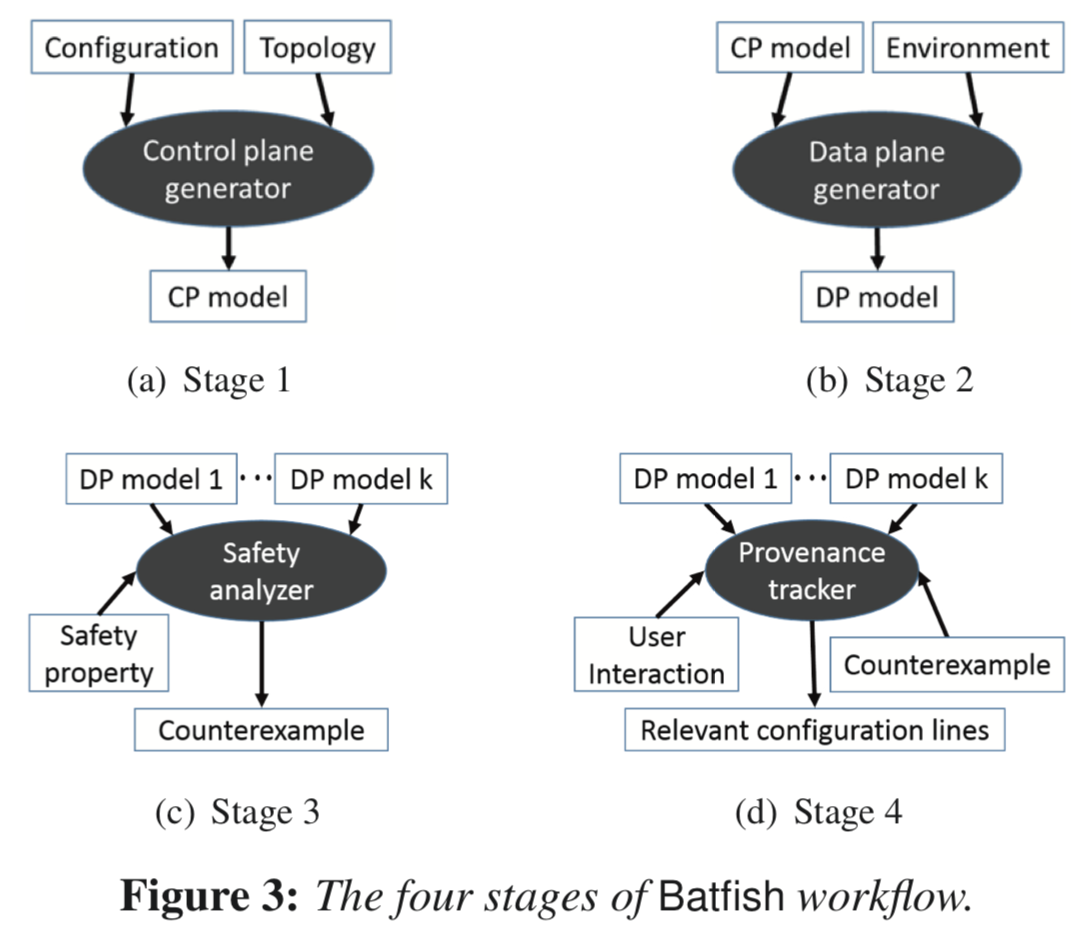 Configuration
Topology
Control plane
generator
CP model
(a) Stage 1
CP model
Environment
Data plane
generator
DP model
(b) Stage 2
DP model 1 ··· DP model k
Safety
analyzer
Safety
property
Counterexample
(c) Stage 3
DP model 1 ··· DP model k
Provenance
tracker
User
Interaction
Counterexample
Relevant configuration lines
(d) Stage 4
Figure 3: The four stages of Batfish workflow.